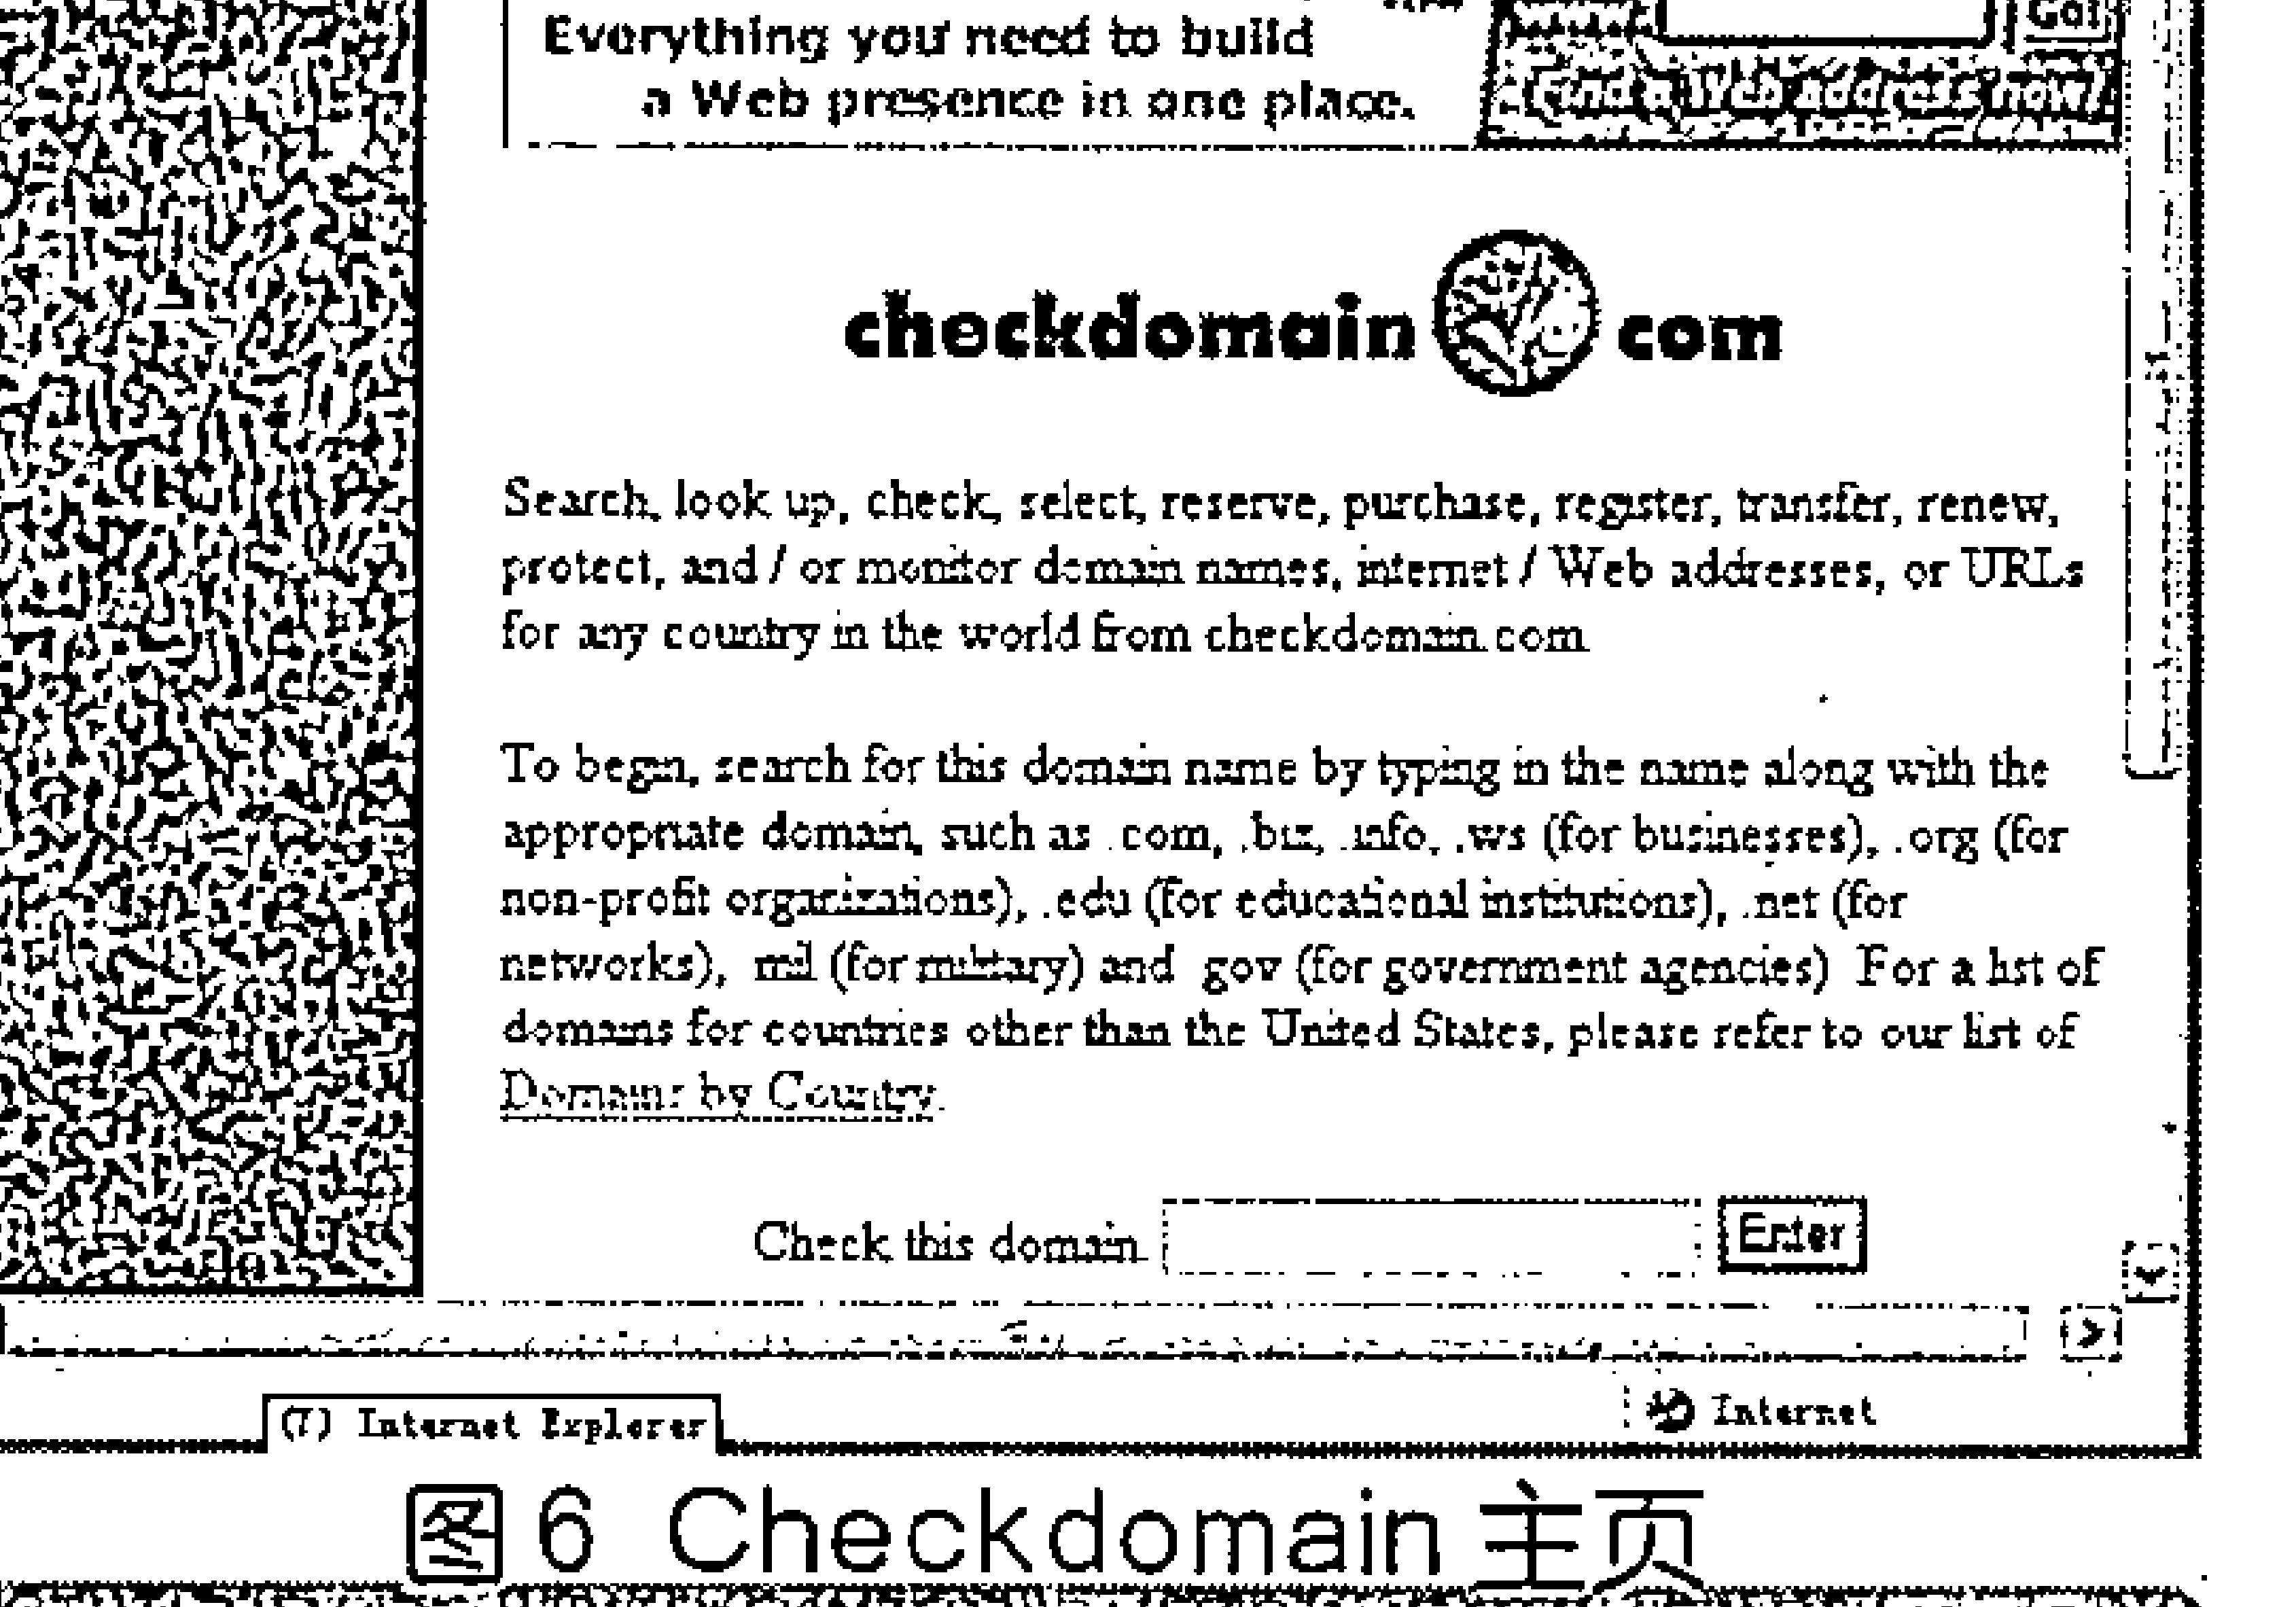 Everything you need to build
a Web presence in one place.
Go!
Find a Web address now!
checkdomain com
Search, look up, check, select, reserve, purchase, register, transfer, renew,
protect, and / or monitor domain names, internet / Web addresses, or URLs
for any country in the world from checkdomain.com
To begin, search for this domain name by typing in the name along with the
appropriate domain, such as .com, .biz, .info, .ws (for businesses), .org (for
non-profit organizations), .edu (for educational institutions), .net (for
networks), mil (for military) and gov (for government agencies) For a list of
domains for countries other than the United States, please refer to our list of
Domains by Country.
Check this domain
Enter
(7) Internet Explorer
Internet
图 6 Checkdomain 主页